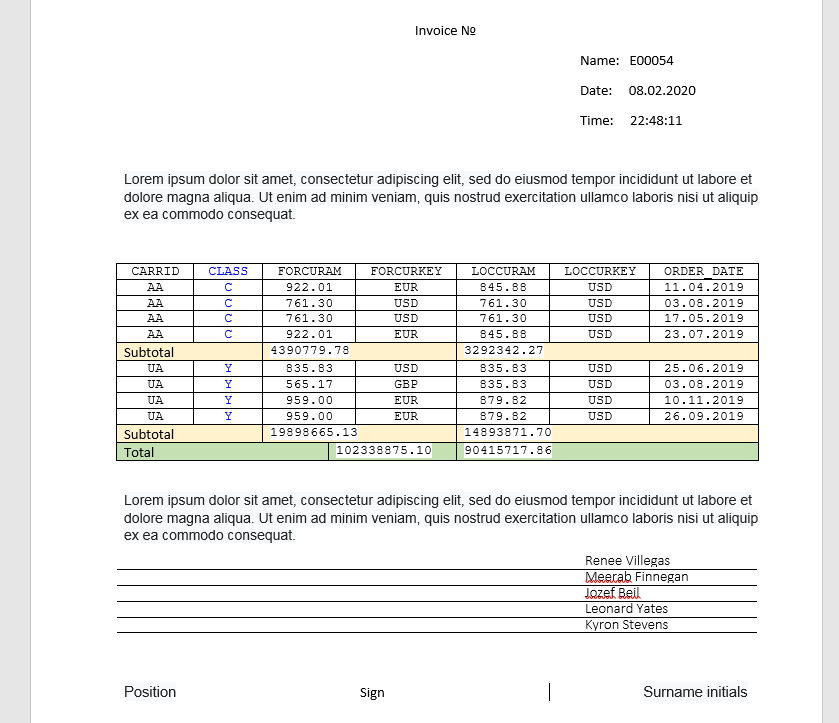 Invoice №
Name: E00054
Date: 08.02.2020
Time: 22:48:11
Lorem ipsum dolor sit amet, consectetur adipiscing elit, sed do eiusmod tempor incididunt ut labore et
dolore magna aliqua. Ut enim ad minim veniam, quis nostrud exercitation ullamco laboris nisi ut aliquip
ex ea commodo consequat.
CARRID CLASS FORCURAM FORCURKEY LOCCURAM LOCCURKEY ORDER_DATE
AA C 922.01 EUR 845.88 USD 11.04.2019
AA C 761.30 USD 761.30 USD 03.08.2019
AA C 761.30 USD 761.30 USD 17.05.2019
AA C 922.01 EUR 845.88 USD 23.07.2019
Subtotal 4390779.78 3292342.27
UA Y 835.83 USD 835.83 USD 25.06.2019
UA Y 565.17 GBP 835.83 USD 03.08.2019
UA Y 959.00 EUR 879.82 USD 10.11.2019
UA Y 959.00 EUR 879.82 USD 26.09.2019
Subtotal 19898665.13 14893871.70
Total 102338875.10 90415717.86
Lorem ipsum dolor sit amet, consectetur adipiscing elit, sed do eiusmod tempor incididunt ut labore et
dolore magna aliqua. Ut enim ad minim veniam, quis nostrud exercitation ullamco laboris nisi ut aliquip
ex ea commodo consequat.
Renee Villegas
Meerab Finnegan
Jozef Beil
Leonard Yates
Kyron Stevens
Position Sign Surname initials